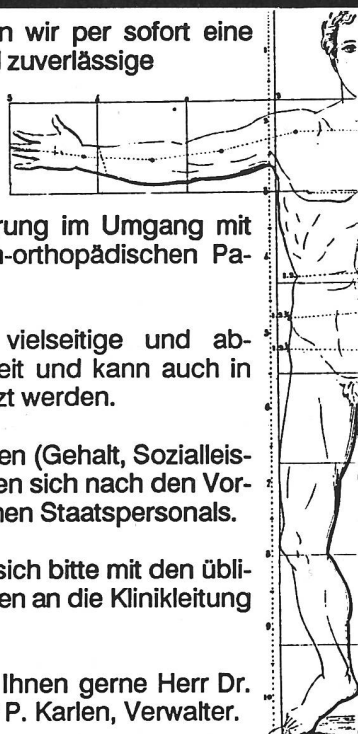 n wir per sofort eine
zuverlässige
rung im Umgang mit
-orthopädischen Pa-
vielseitige und ab-
eit und kann auch in
zt werden.
en (Gehalt, Sozialleis-
en sich nach den Vor-
nen Staatspersonals.
sich bitte mit den übli-
en an die Klinikleitung
Ihnen gerne Herr Dr.
P. Karlen, Verwalter.